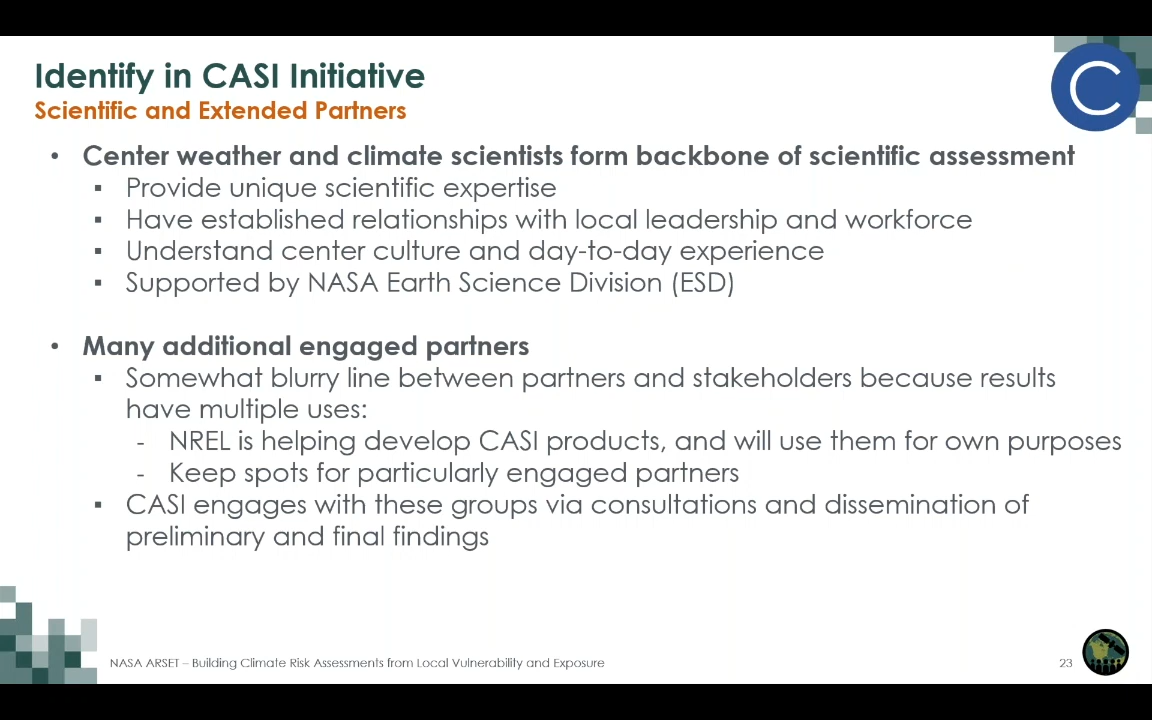 Identify in CASI Initiative
Scientific and Extended Partners
C
• Center weather and climate scientists form backbone of scientific assessment
▪ Provide unique scientific expertise
▪ Have established relationships with local leadership and workforce
▪ Understand center culture and day-to-day experience
▪ Supported by NASA Earth Science Division (ESD)
• Many additional engaged partners
▪ Somewhat blurry line between partners and stakeholders because results
have multiple uses:
- NREL is helping develop CASI products, and will use them for own purposes
- Keep spots for particularly engaged partners
▪ CASI engages with these groups via consultations and dissemination of
preliminary and final findings
NASA ARSET – Building Climate Risk Assessments from Local Vulnerability and Exposure
23